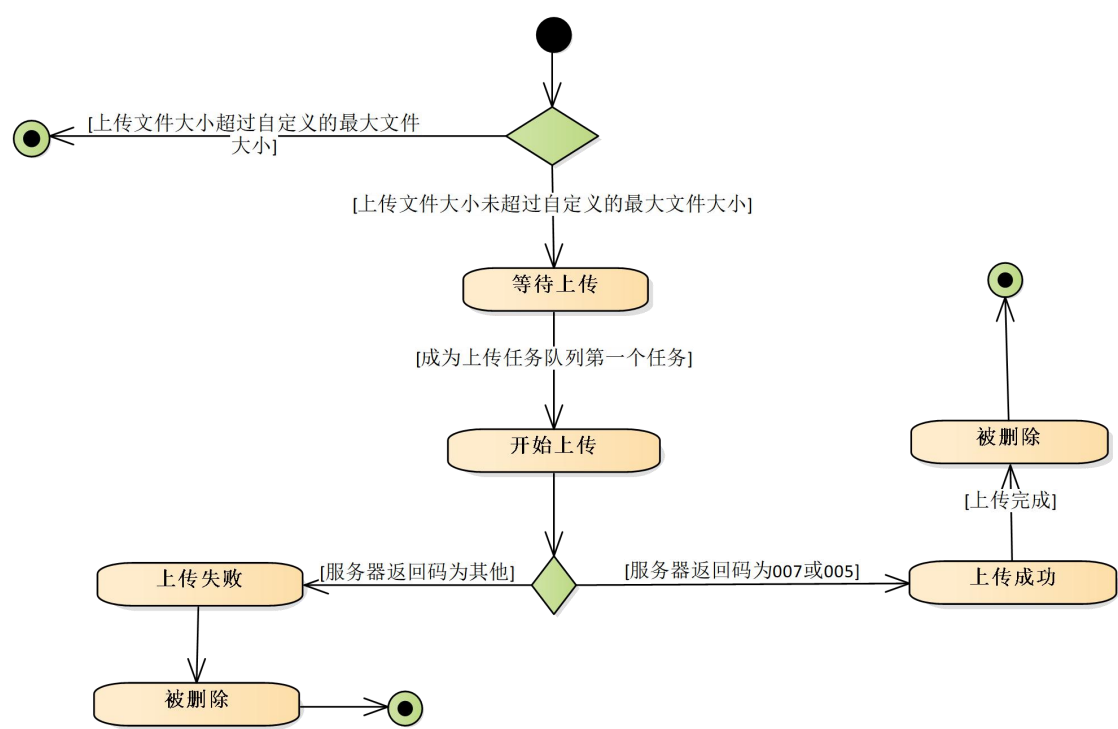 [上传文件大小超过自定义的最大文件
大小]
[上传文件大小未超过自定义的最大文件大小]
等待上传
[成为上传任务队列第一个任务]
开始上传
被删除
[上传完成]
[服务器返回码为其他]
[服务器返回码为007或005]
上传失败
上传成功
被删除